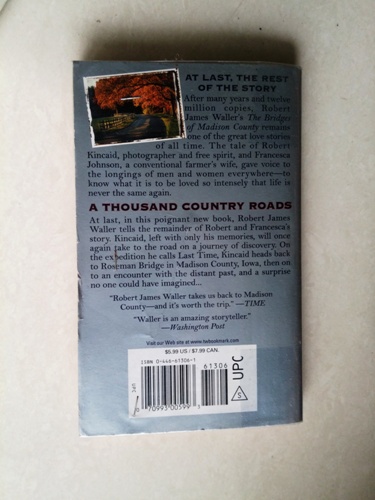 AT LAST, THE REST
OF THE STORY
After many years and twelve
million copies, Robert
James Waller's The Bridges
of Madison County remains
one of the great love stories
of all time. The tale of Robert
Kincaid, photographer and free spirit, and Francesca
Johnson, a conventional farmer's wife, gave voice to
the longings of men and women everywhere—to
know what it is to be loved so intensely that life is
never the same again.
A THOUSAND COUNTRY ROADS
At last, in this poignant new book, Robert James
Waller tells the remainder of Robert and Francesca's
story. Kincaid, left with only his memories, will once
again take to the road on a journey of discovery. On
the expedition he calls Last Time, Kincaid heads back
to Roseman Bridge in Madison County, Iowa, then on
to an encounter with the distant past, and a surprise
no one could have imagined...
"Robert James Waller takes us back to Madison
County—and it's worth the trip." —TIME
"Waller is an amazing storyteller."
—Washington Post
Visit our Web site at www.twbookmark.com
$5.99 US / $7.99 CAN.
ISBN 0-446-61306-1
61306
0 70993 00599 3
S UPC